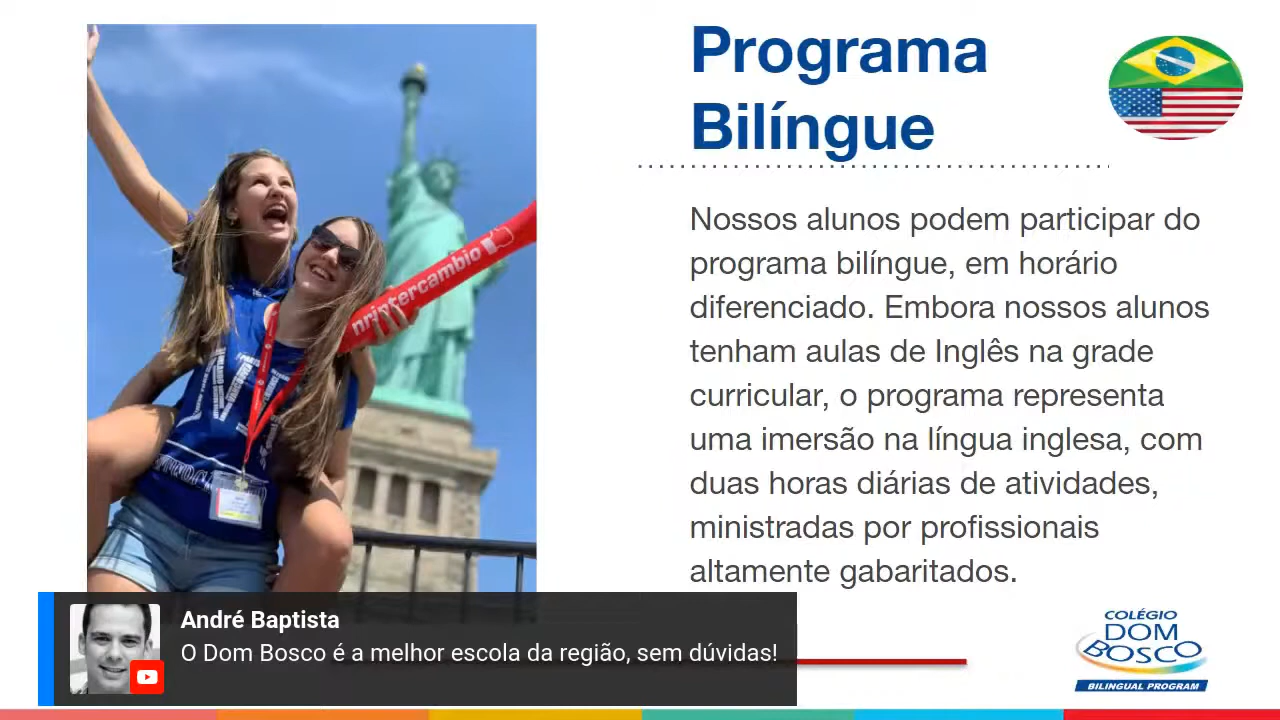 Programa
Bilíngue
Nossos alunos podem participar do
programa bilíngue, em horário
diferenciado. Embora nossos alunos
tenham aulas de Inglês na grade
curricular, o programa representa
uma imersão na língua inglesa, com
duas horas diárias de atividades,
ministradas por profissionais
altamente gabaritados.
intercambio
André Baptista
O Dom Bosco é a melhor escola da região, sem dúvidas!
COLÉGIO
DOM
BOSCO
BILINGUAL PROGRAM